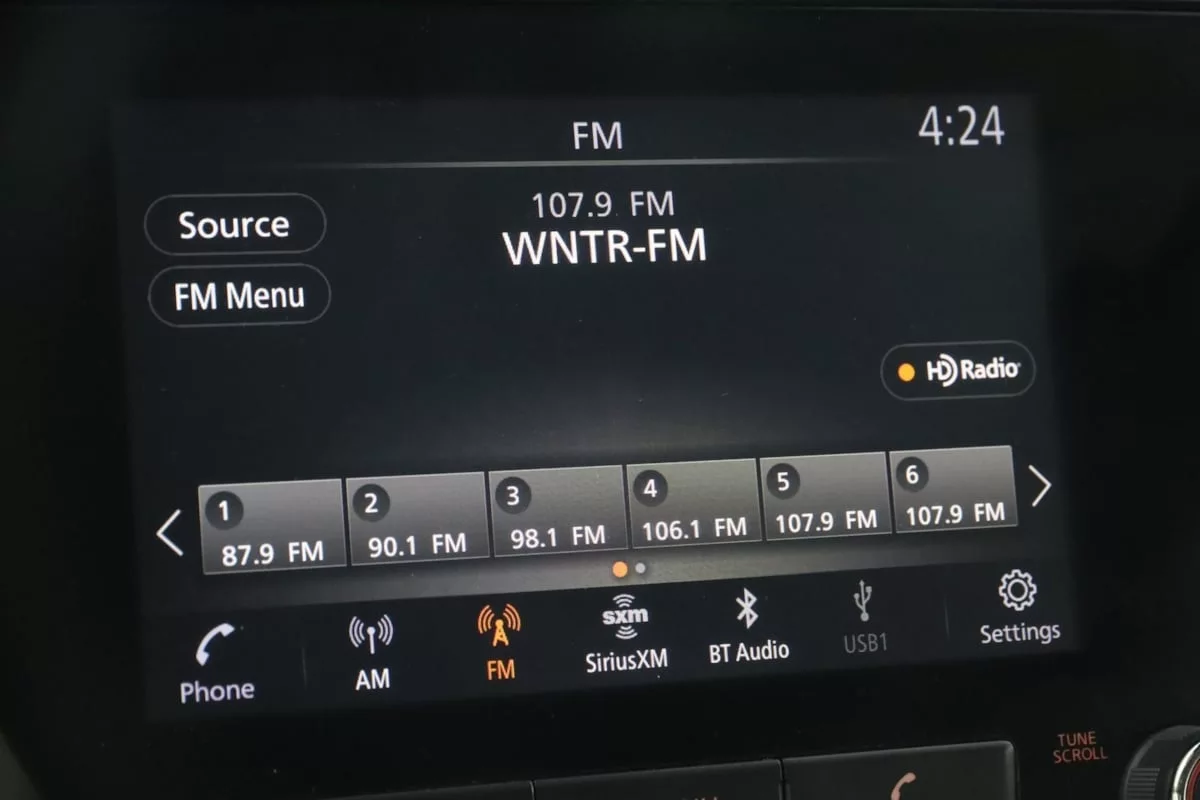 FM
4:24
107.9 FM
WNTR-FM
Source
FM Menu
HD Radio
1
87.9 FM
2
90.1 FM
3
98.1 FM
4
106.1 FM
5
107.9 FM
6
107.9 FM
Phone
AM
FM
sxm
SiriusXM
BT Audio
USB1
Settings
TUNE
SCROLL